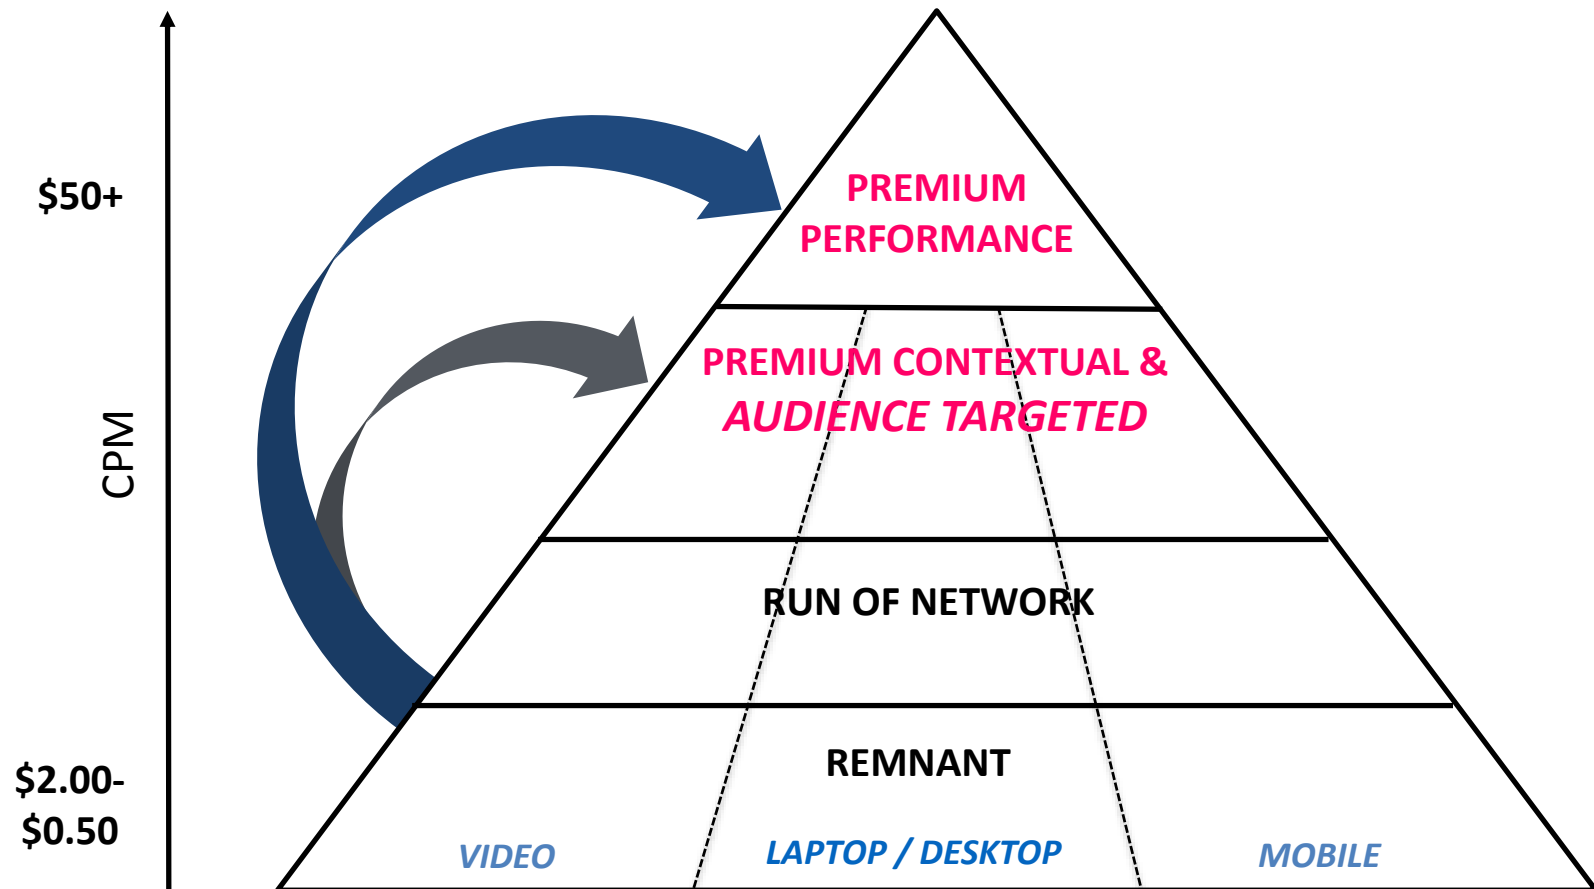 $50+
CPM
$2.00-
$0.50
PREMIUM
PERFORMANCE
PREMIUM CONTEXTUAL &
AUDIENCE TARGETED
RUN OF NETWORK
REMNANT
VIDEO
LAPTOP / DESKTOP
MOBILE